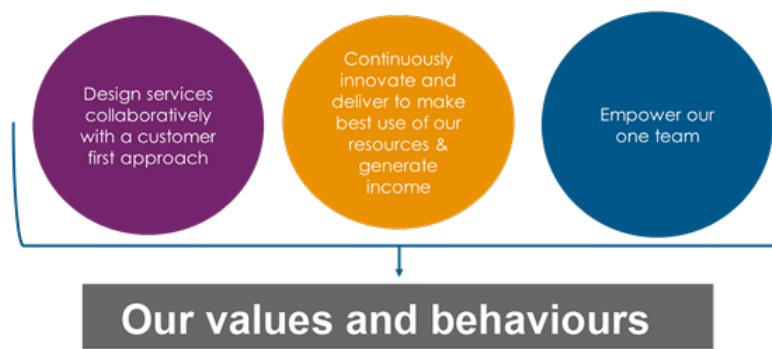 Design services
collaboratively
with a customer
first approach
Continuously
innovate and
deliver to make
best use of our
resources &
generate
income
Empower our
one team
Our values and behaviours